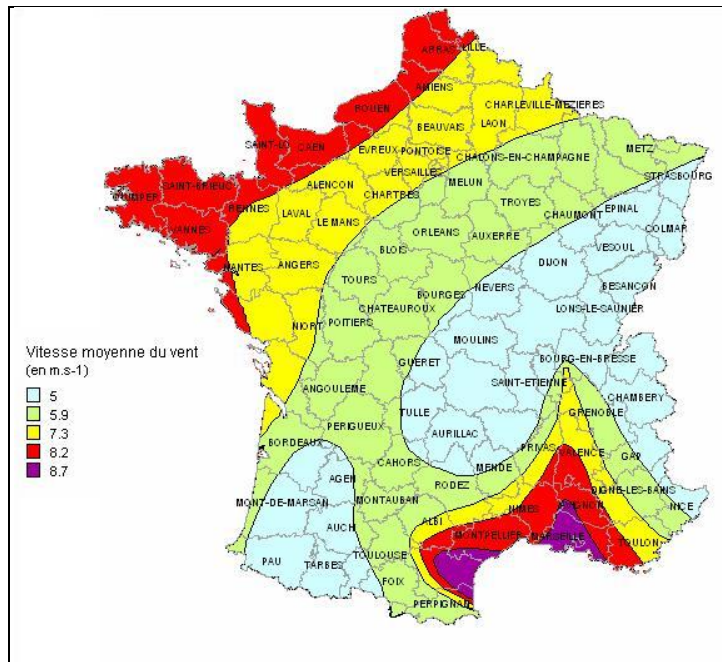 LILLE
ARRAS
AMIENS
ROUEN
CHARLEVILLE-MEZIERES
LAON
BEAUVAIS
SAINT-LO
CAEN
EVREUX
PONTOISE
METZ
CHALONS-EN-CHAMPAGNE
VERSAILLES
STRASBOURG
ALENCON
MELUN
SAINT-BRIEUC
QUIMPER
CHARTRES
TROYES
RENNES
LAVAL
LE MANS
CHAUMONT
EPINAL
VANNES
ORLEANS
AUXERRE
COLMAR
BLOIS
VESOUL
NANTES
ANGERS
DIJON
TOURS
NEVERS
BESANCON
BOURGES
CHATEAUROUX
LONS-LE-SAUNIER
NIORT
POITIERS
MOULINS
Vitesse moyenne du vent
(en m.s-1)
5
5.9
7.3
8.2
8.7
GUERET
BOURG-EN-BRESSE
SAINT-ETIENNE
ANGOULEME
CHAMBERY
TULLE
GRENOBLE
PERIGUEUX
AURILLAC
BORDEAUX
PRIVAS
VALENCE
GAP
CAHORS
MENDE
AGEN
RODEZ
DIGNE-LES-BAINS
MONT-DE-MARSAN
MONTAUBAN
NIMES
AVIGNON
NICE
ALBI
AUCH
MONTPELLIER
MARSEILLE
TOULON
TOULOUSE
PAU
TARBES
FOIX
PERPIGNAN